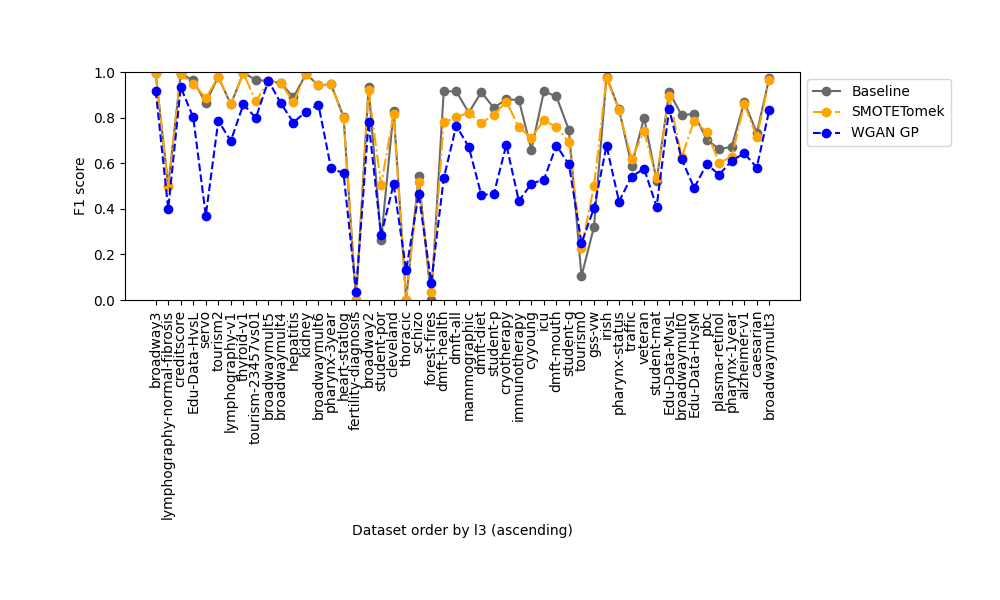 Baseline
SMOTETomek
WGAN GP
F1 score
1.0
0.8
0.6
0.4
0.2
0.0
broadway3
lymphography-normal-fibrosis
creditscore
Edu-Data-HvsL
servo
tourism2
lymphography-v1
thyroid-v1
tourism-23457vs01
broadwaymult5
broadwaymult4
hepatitis
kidney
broadwaymult6
pharynx-3year
heart-statlog
fertility-diagnosis
broadway2
student-por
cleveland
thoracic
schizo
forest-fires
dmft-health
dmft-all
mammographic
dmft-diet
student-p
cryotherapy
immunotherapy
cyyoung
icu
dmft-mouth
student-g
tourism0
gss-vw
irish
pharynx-status
traffic
veteran
student-mat
Edu-Data-MvsL
broadwaymult0
Edu-Data-HvsM
pbc
plasma-retinol
pharynx-1year
alzheimer-v1
caesarian
broadwaymult3
Dataset order by l3 (ascending)